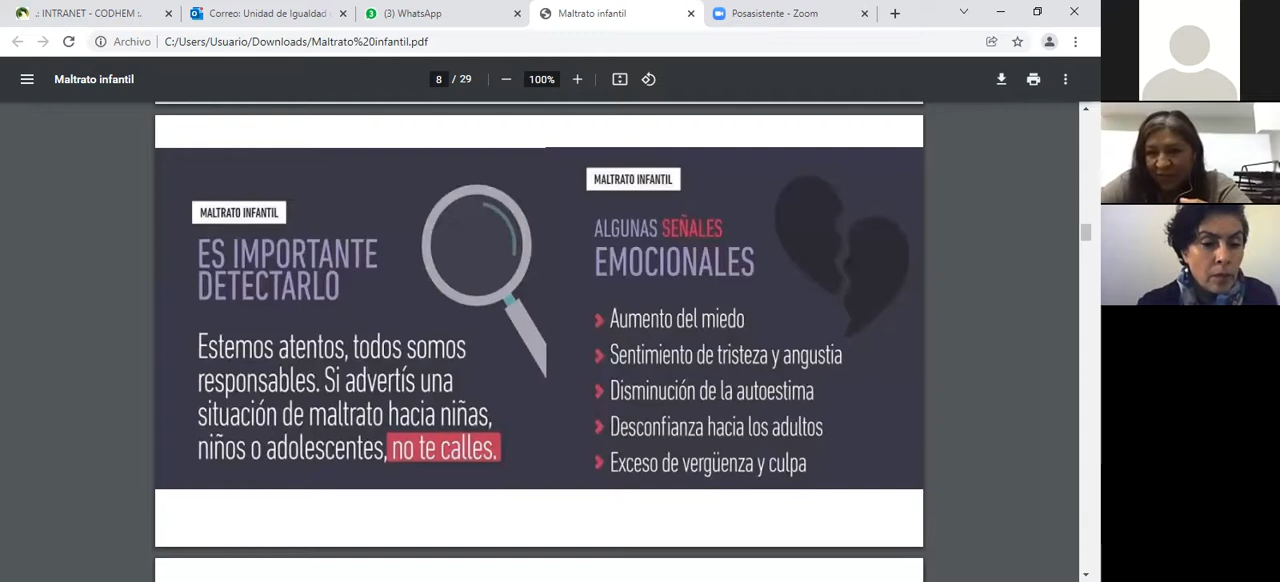 .: INTRANET - CODHEM :.
Correo: Unidad de Igualdad
(3) WhatsApp
Maltrato infantil
Posasistente - Zoom
Archivo
C:/Users/Usuario/Downloads/Maltrato%20infantil.pdf
Maltrato infantil
8 / 29
100%
MALTRATO INFANTIL
ES IMPORTANTE
DETECTARLO
Estemos atentos, todos somos
responsables. Si advertís una
situación de maltrato hacia niñas,
niños o adolescentes, no te calles.
MALTRATO INFANTIL
ALGUNAS SEÑALES
EMOCIONALES
Aumento del miedo
Sentimiento de tristeza y angustia
Disminución de la autoestima
Desconfianza hacia los adultos
Exceso de vergüenza y culpa